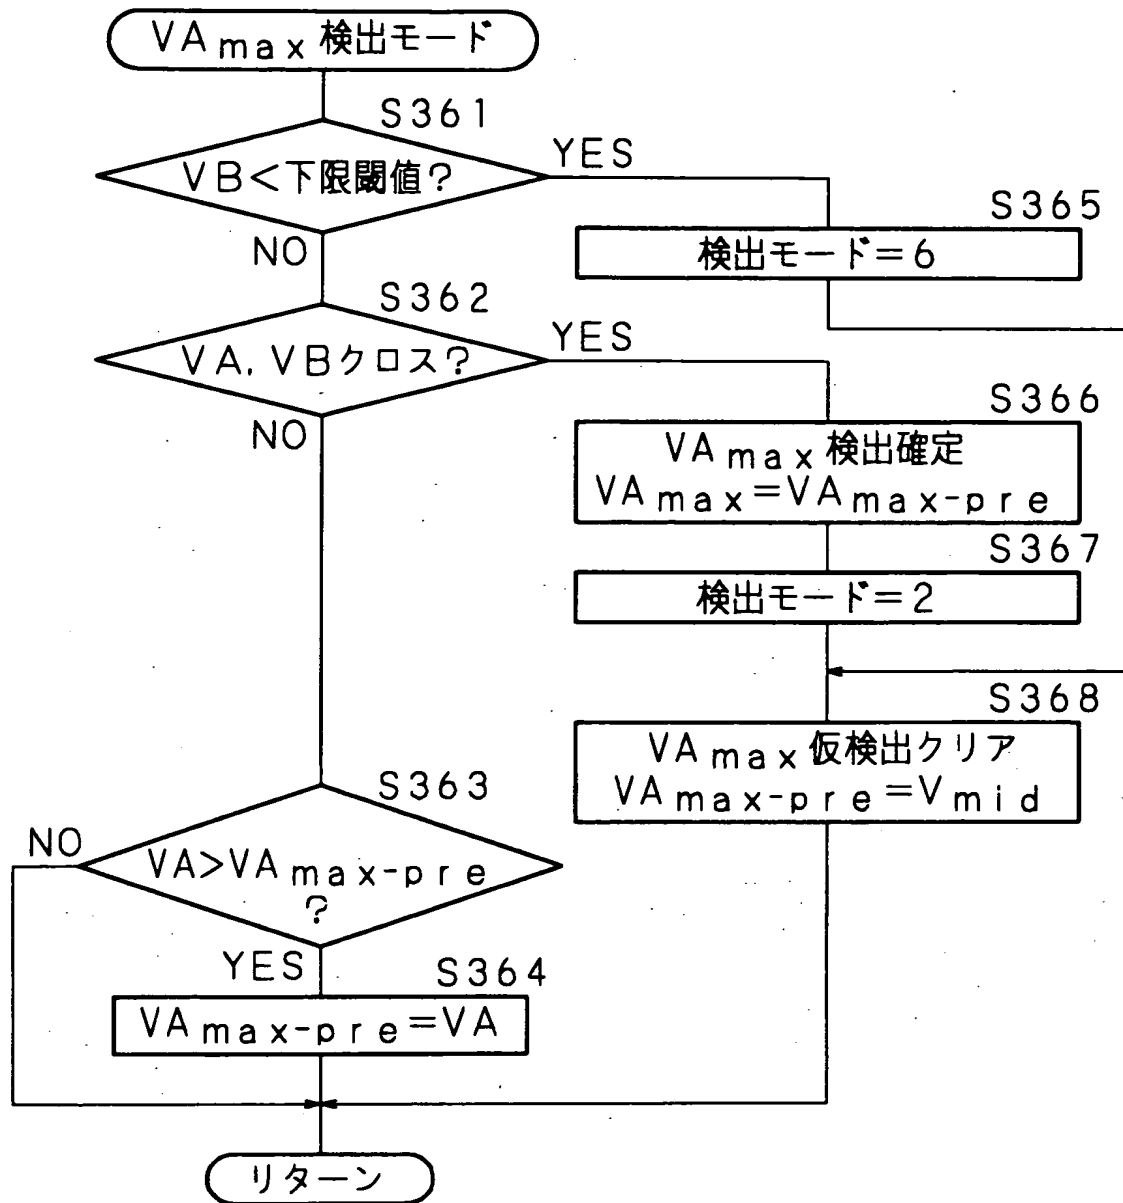 VAmax検出モード
S361
VB<下限閾値?
YES
NO
S365
検出モード=6
S362
VA,VBクロス?
YES
NO
S366
VAmax検出確定
VAmax=VAmax-pre
S367
検出モード=2
S368
VAmax仮検出クリア
VAmax-pre=Vmid
S363
NO
VA>VAmax-pre
?
YES
S364
VAmax-pre=VA
リターン